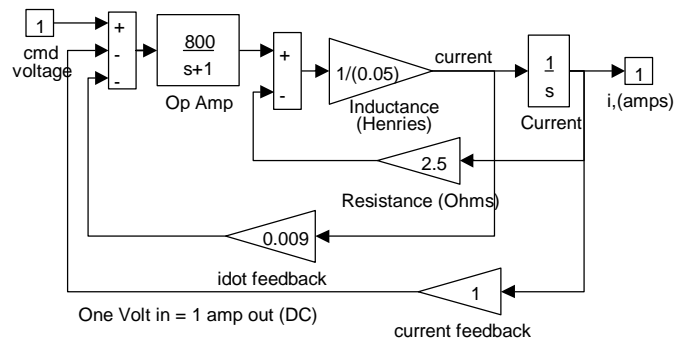 1
cmd
voltage
+
-
-
800
s+1
Op Amp
+
-
1/(0.05)
Inductance
(Henries)
current
1
s
Current
1
i,(amps)
2.5
Resistance (Ohms)
0.009
idot feedback
1
current feedback
One Volt in = 1 amp out (DC)